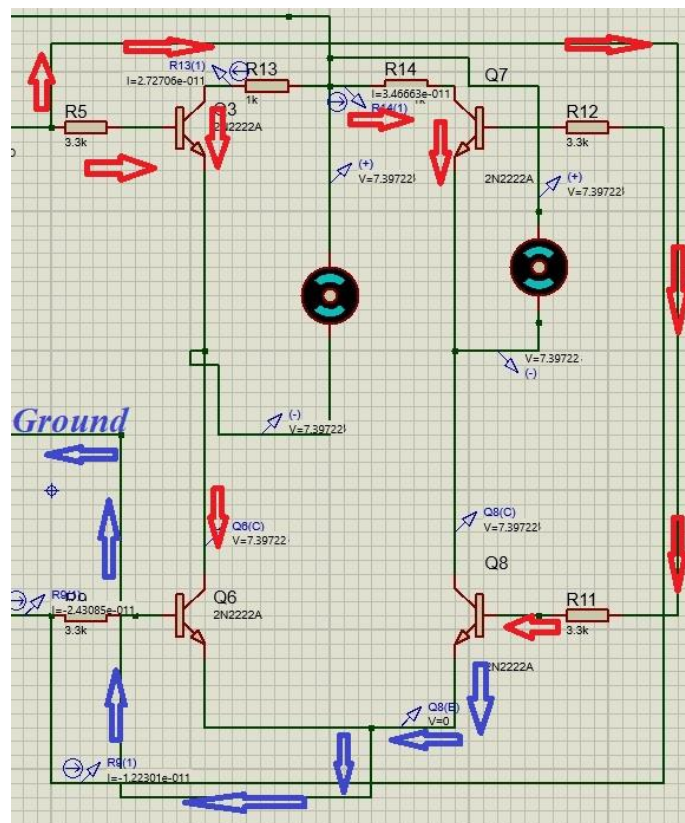 R13(1)
I=2.72706e-011
R13
1k
R14
I=3.46663e-011
R14(1)
1k
Q7
R5
3.3k
Q3
2N2222A
R12
3.3k
2N2222A
(+)
V=7.39722
(+)
V=7.39722
V=7.39722
(-)
(-)
V=7.39722
Ground
Q6(C)
V=7.39722
Q8(C)
V=7.39722
Q8
R9(1)
I=-2.43085e-011
3.3k
Q6
2N2222A
R11
3.3k
2N2222A
Q8(E)
V=0
R9(1)
I=-1.22301e-011